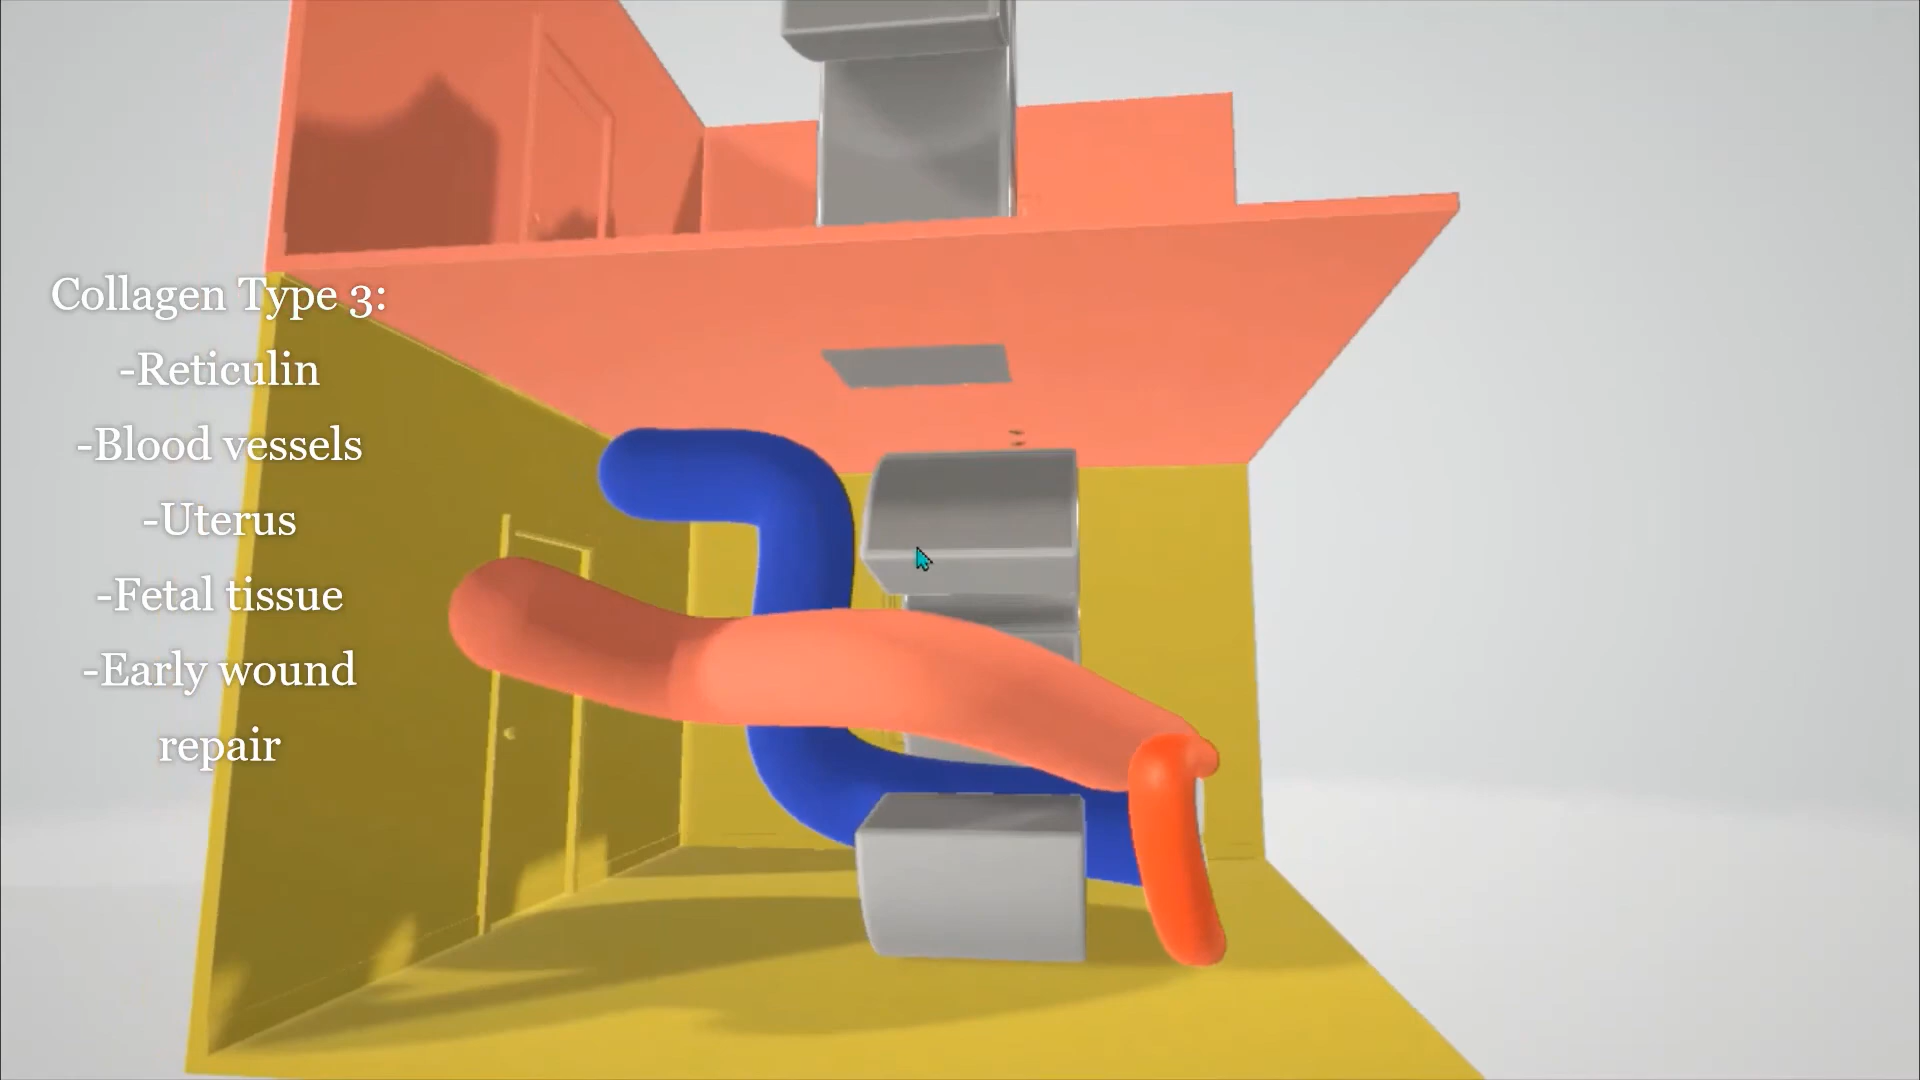 Collagen Type 3:
-Reticulin
-Blood vessels
-Uterus
-Fetal tissue
-Early wound
repair